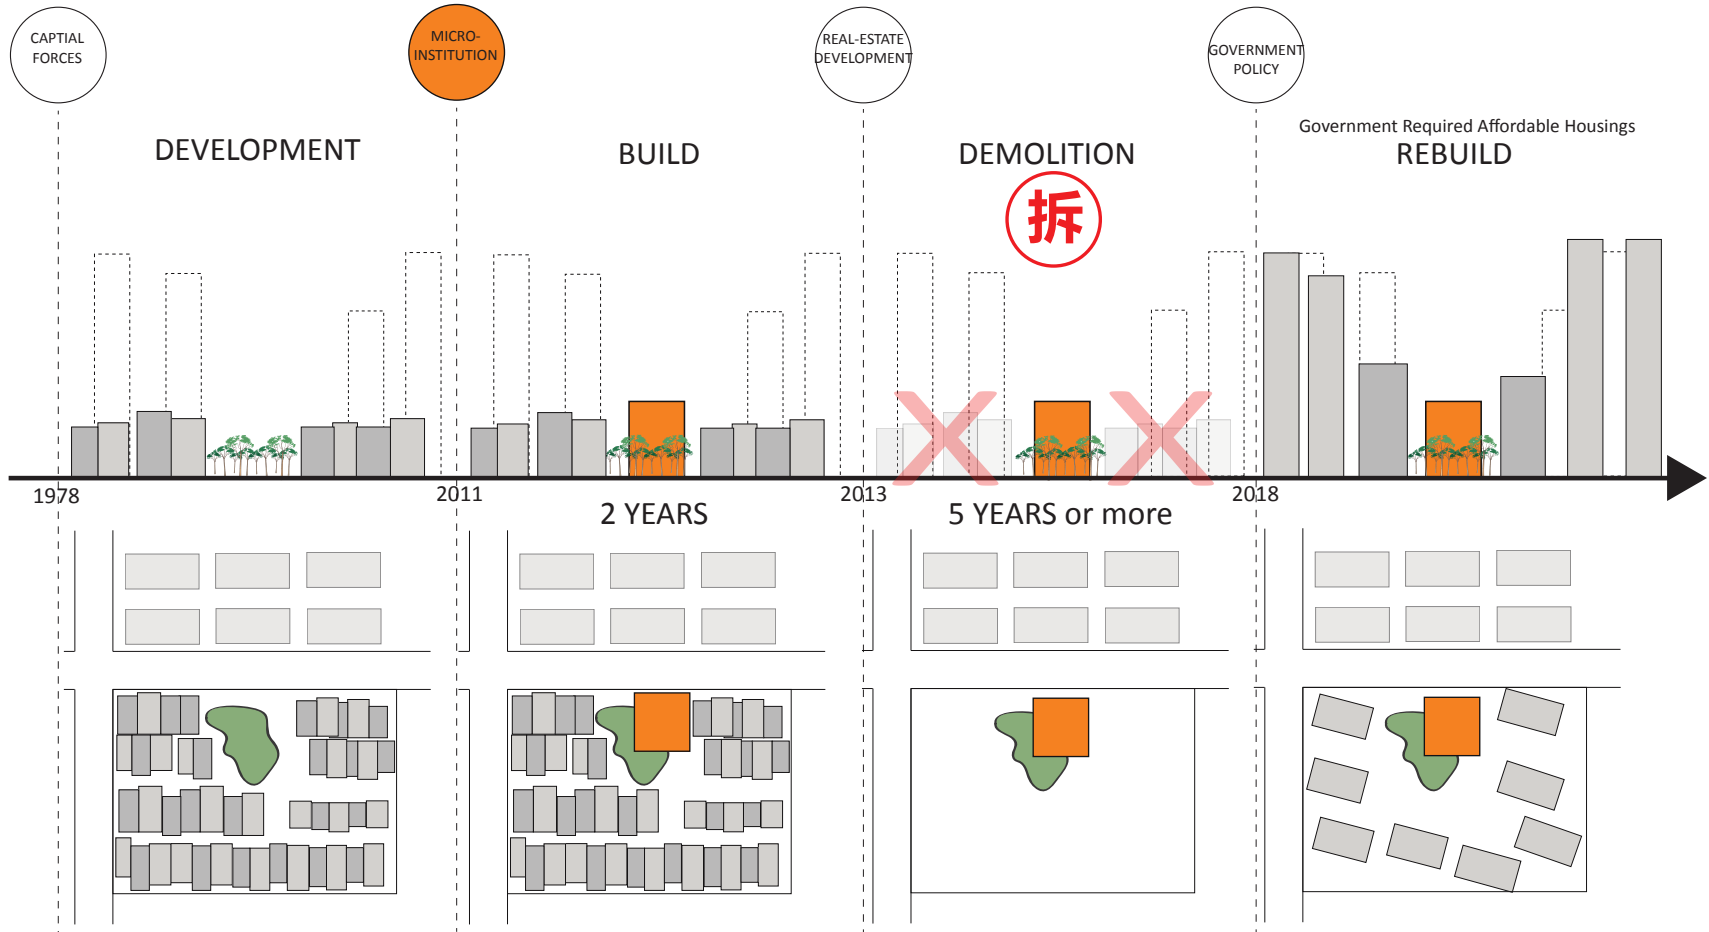 CAPTIAL
FORCES
MICRO-
INSTITUTION
REAL-ESTATE
DEVELOPMENT
GOVERNMENT
POLICY
DEVELOPMENT
BUILD
DEMOLITION
Government Required Affordable Housings
REBUILD
拆
1978
2011
2013
2018
2 YEARS
5 YEARS or more